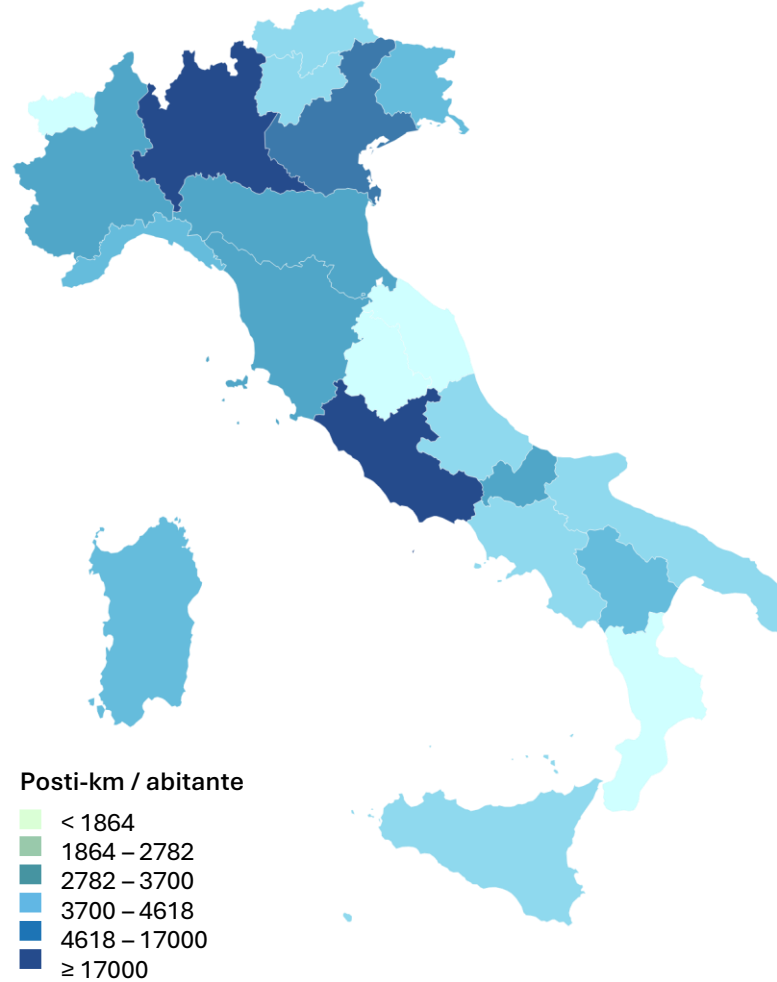 Posti-km / abitante
< 1864
1864 – 2782
2782 – 3700
3700 – 4618
4618 – 17000
≥ 17000